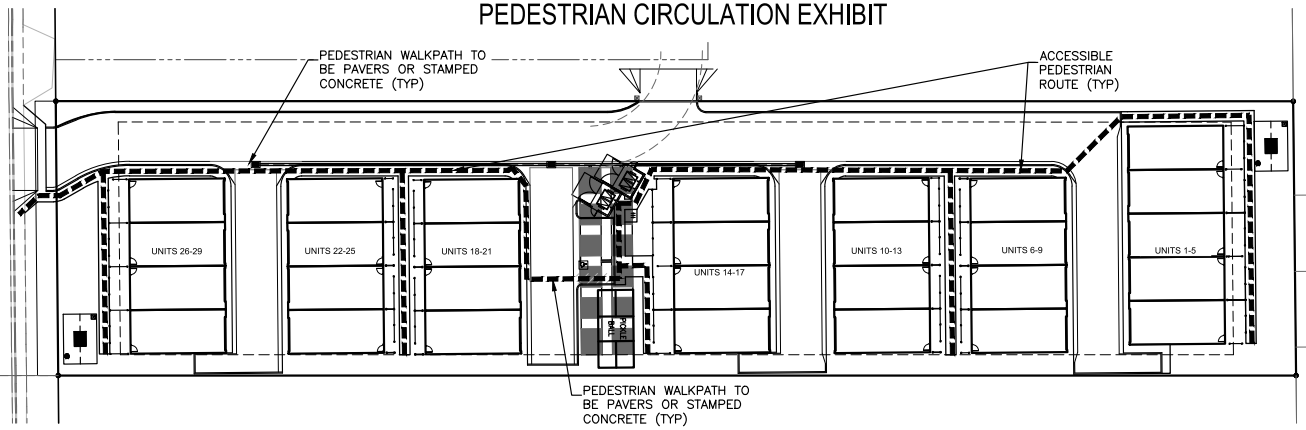 PEDESTRIAN CIRCULATION EXHIBIT
PEDESTRIAN WALKPATH TO
BE PAVERS OR STAMPED
CONCRETE (TYP)
ACCESSIBLE
PEDESTRIAN
ROUTE (TYP)
UNITS 26-29
UNITS 22-25
UNITS 18-21
UNITS 14-17
UNITS 10-13
UNITS 6-9
UNITS 1-5
PICKLE
BALL
PEDESTRIAN WALKPATH TO
BE PAVERS OR STAMPED
CONCRETE (TYP)